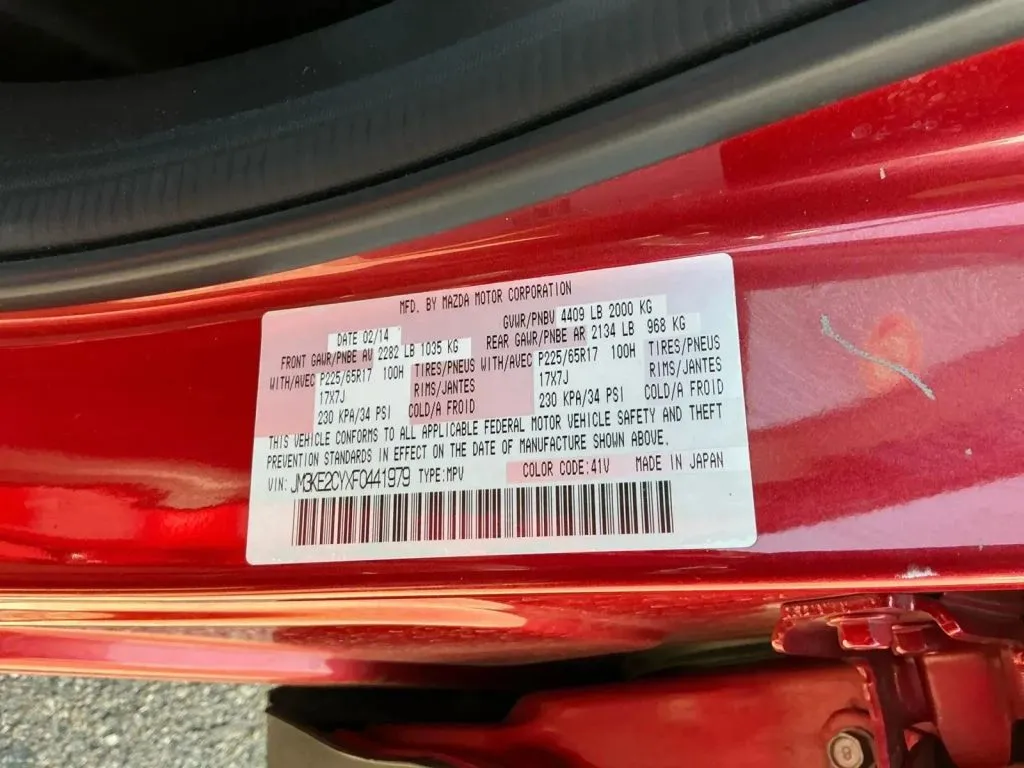 MFD. BY MAZDA MOTOR CORPORATION
DATE 02/14 GVWR/PNBV 4409 LB 2000 KG
FRONT GAWR/PNBE AV 2282 LB 1035 KG REAR GAWR/PNBE AR 2134 LB 968 KG
WITH/AVEC P225/65R17 100H TIRES/PNEUS WITH/AVEC P225/65R17 100H TIRES/PNEUS
17X7J RIMS/JANTES 17X7J RIMS/JANTES
230 KPA/34 PSI COLD/A FROID 230 KPA/34 PSI COLD/A FROID
THIS VEHICLE CONFORMS TO ALL APPLICABLE FEDERAL MOTOR VEHICLE SAFETY AND THEFT
PREVENTION STANDARDS IN EFFECT ON THE DATE OF MANUFACTURE SHOWN ABOVE.
VIN: JM3KE2CYXF0441979 TYPE:MPV COLOR CODE:41V MADE IN JAPAN
8